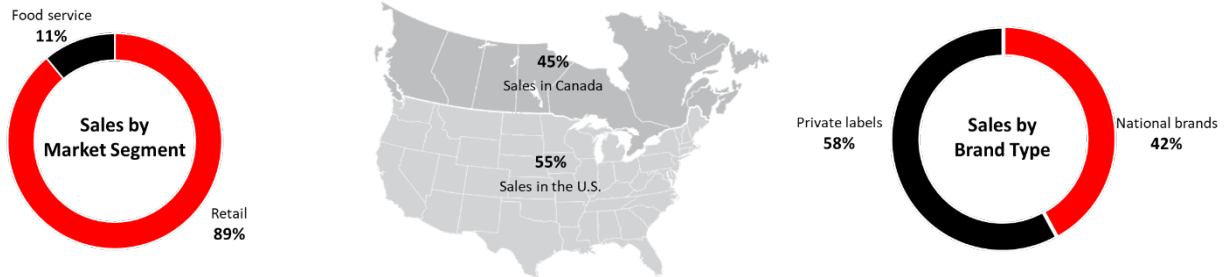 Food service
11%
Sales by
Market Segment
Retail
89%
45%
Sales in Canada
55%
Sales in the U.S.
Private labels
58%
Sales by
Brand Type
National brands
42%